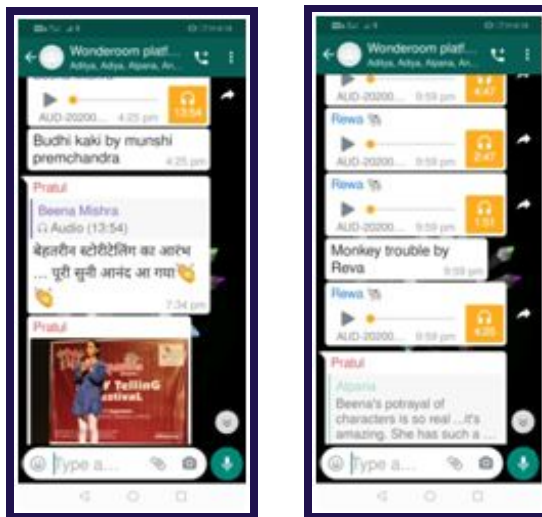 Wonderoom platf...
Aditya, Adya, Alpana, An...
AUD-20200... 4:25 pm
13:54
Budhi kaki by munshi
premchandra
4:25 pm
Pratul
Beena Mishra
Audio (13:54)
बेहतरीन स्टोरीटेलिंग का आरंभ
... पूरी सुनी आनंद आ गया
7:34 pm
Pratul
TellinG
Type a...
Wonderoom platf...
Aditya, Adya, Alpana, An...
4:47
AUD-20200... 9:59 pm
Rewa
2:47
AUD-20200... 9:59 pm
Rewa
1:51
AUD-20200... 9:59 pm
Monkey trouble by
Reva
9:59 pm
Rewa
4:25
AUD-20200... 9:59 pm
Pratul
Alpana
Beena's potrayal of
characters is so real ...it's
amazing. She has such a ...
Type a...